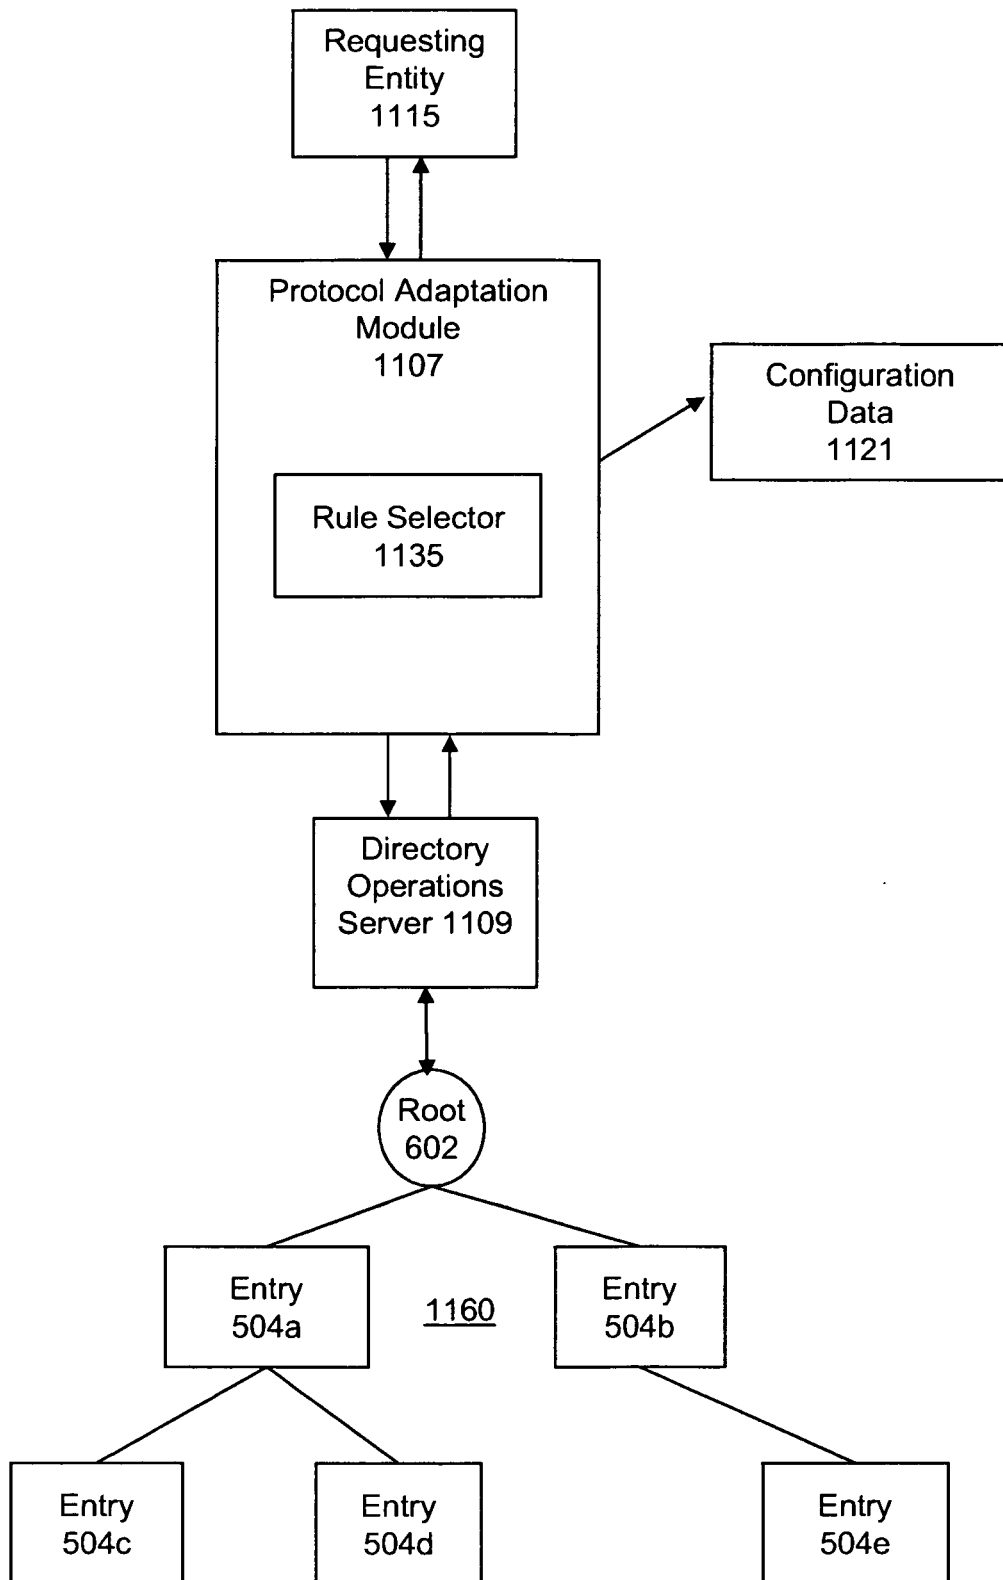 Requesting
Entity
1115
Protocol Adaptation
Module
1107
Configuration
Data
1121
Rule Selector
1135
Directory
Operations
Server 1109
Root
602
Entry
504a
1160
Entry
504b
Entry
504c
Entry
504d
Entry
504e